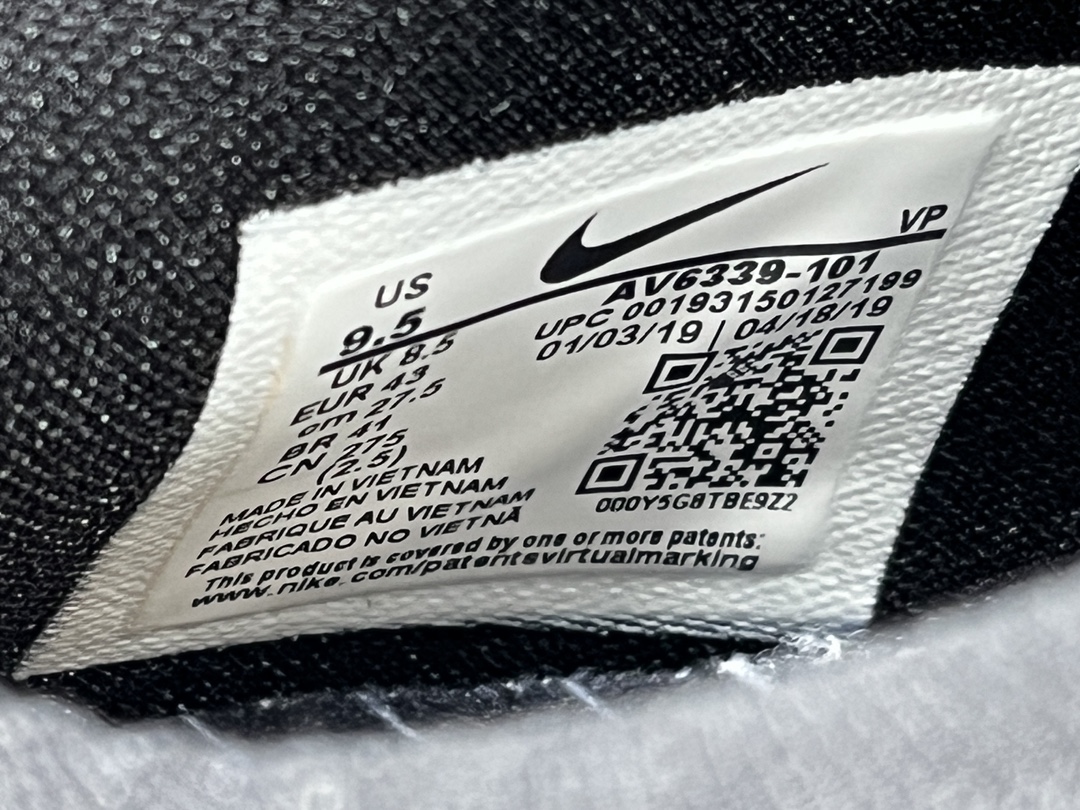 US
9.5
UK 8.5
EUR 43
cm 27.5
BR 41
CN 275
(2.5)
VP
AV6339-101
UPC 00193150127199
01/03/19 | 04/18/19
000Y5G8TBE9Z2
MADE IN VIETNAM
HECHO EN VIETNAM
FABRIQUE AU VIETNAM
FABRICADO NO VIETNÃ
This product is covered by one or more patents:
www.nike.com/patentsvirtualmarking